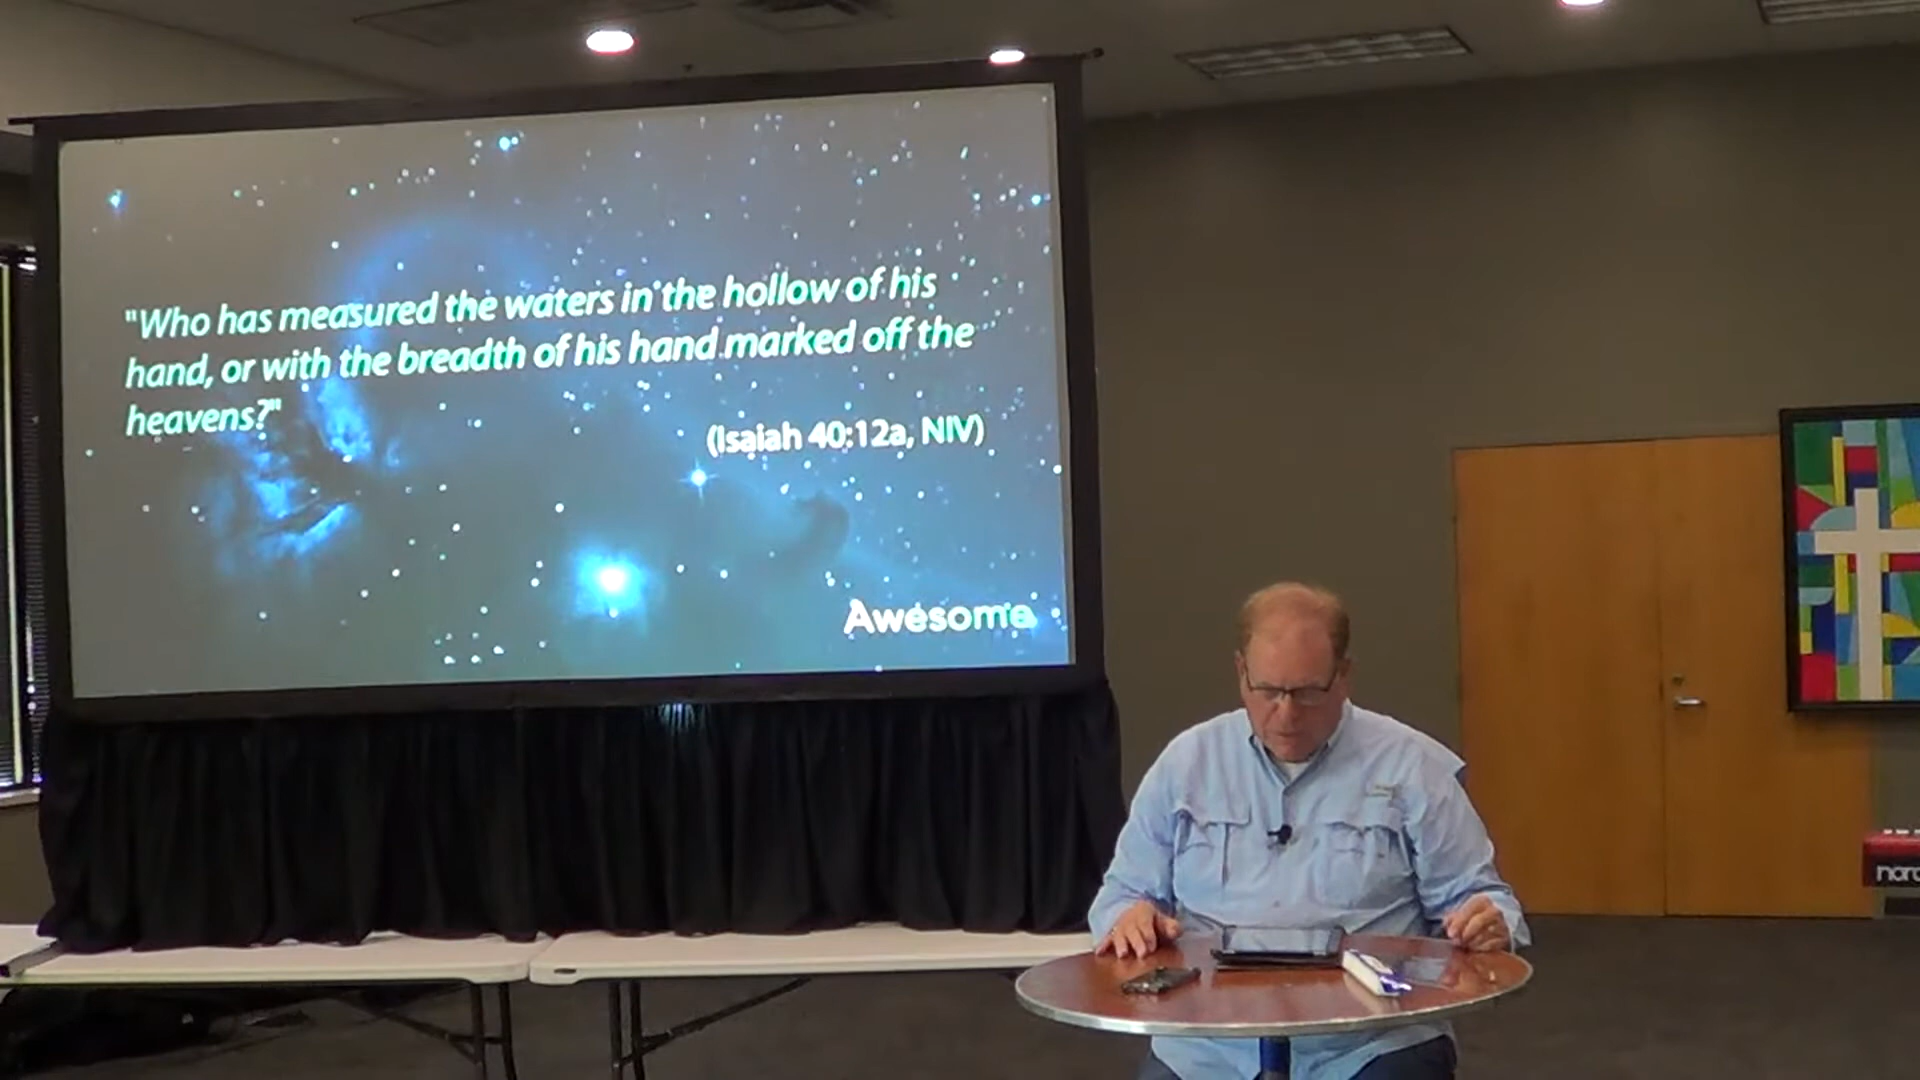 "Who has measured the waters in the hollow of his
hand, or with the breadth of his hand marked off the
heavens?"
(Isaiah 40:12a, NIV)
Awesome